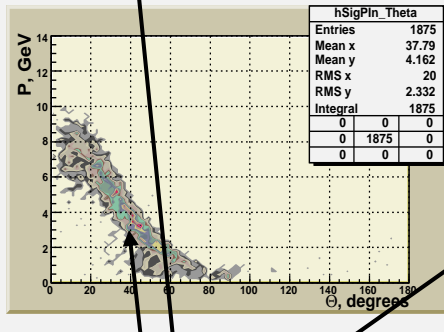 hSigPIn_Theta
Entries 1875
Mean x 37.79
Mean y 4.162
RMS x 20
RMS y 2.332
Integral 1875
0 0 0
0 1875 0
0 0 0
P, GeV
14
12
10
8
6
4
2
0
0 20 40 60 80 100 120 140 160 180
Θ, degrees